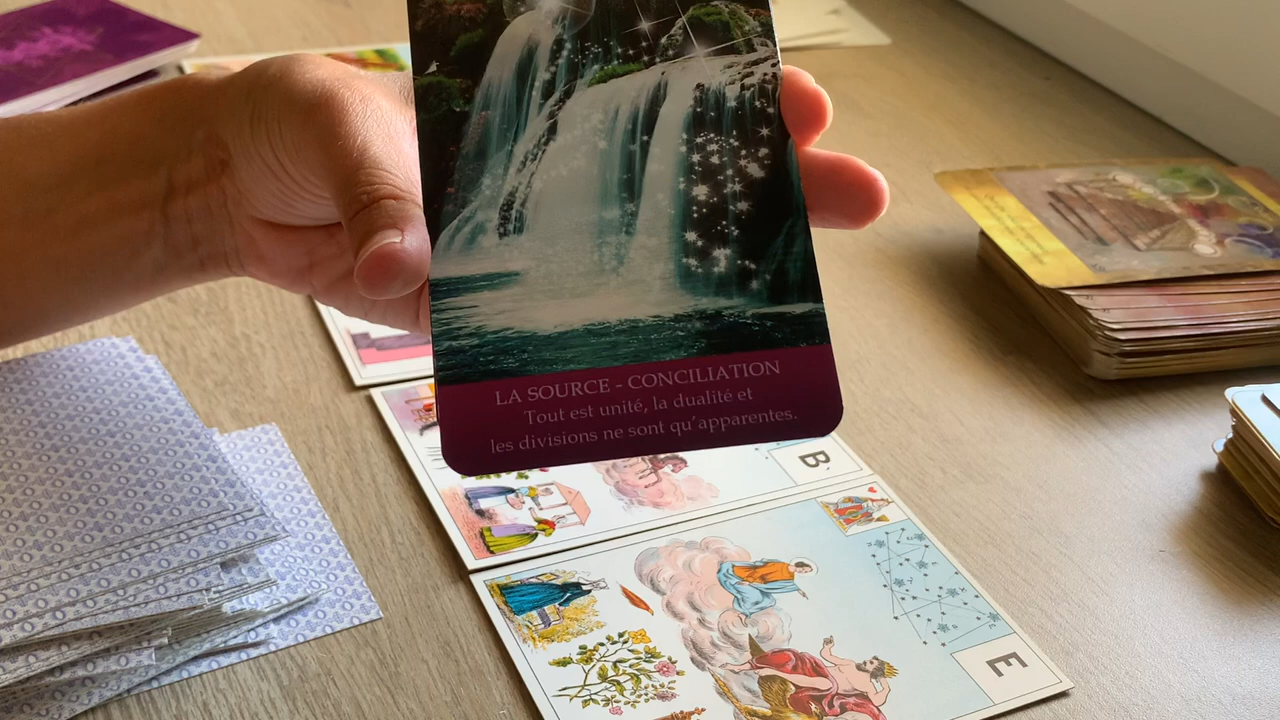 LA SOURCE - CONCILIATION
Tout est unité, la dualité et
les divisions ne sont qu'apparentes.
B
E